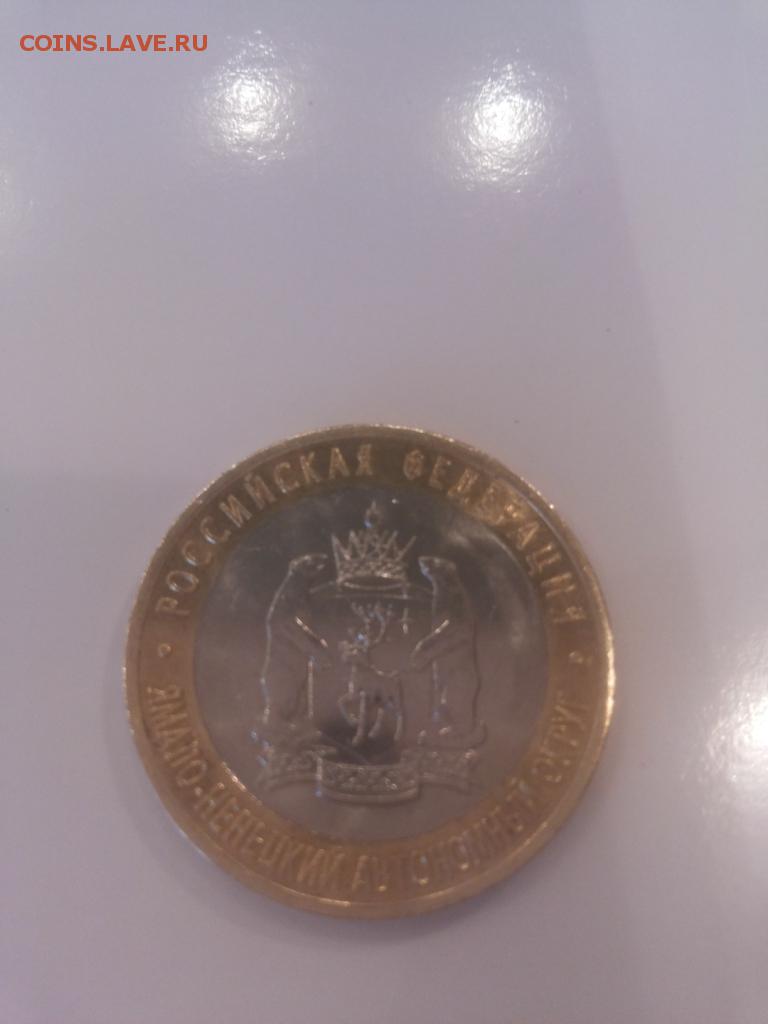 COINS.LAVE.RU
• РОССИЙСКАЯ ФЕДЕРАЦИЯ •
ЯМАЛО-НЕНЕЦКИЙ АВТОНОМНЫЙ ОКРУГ